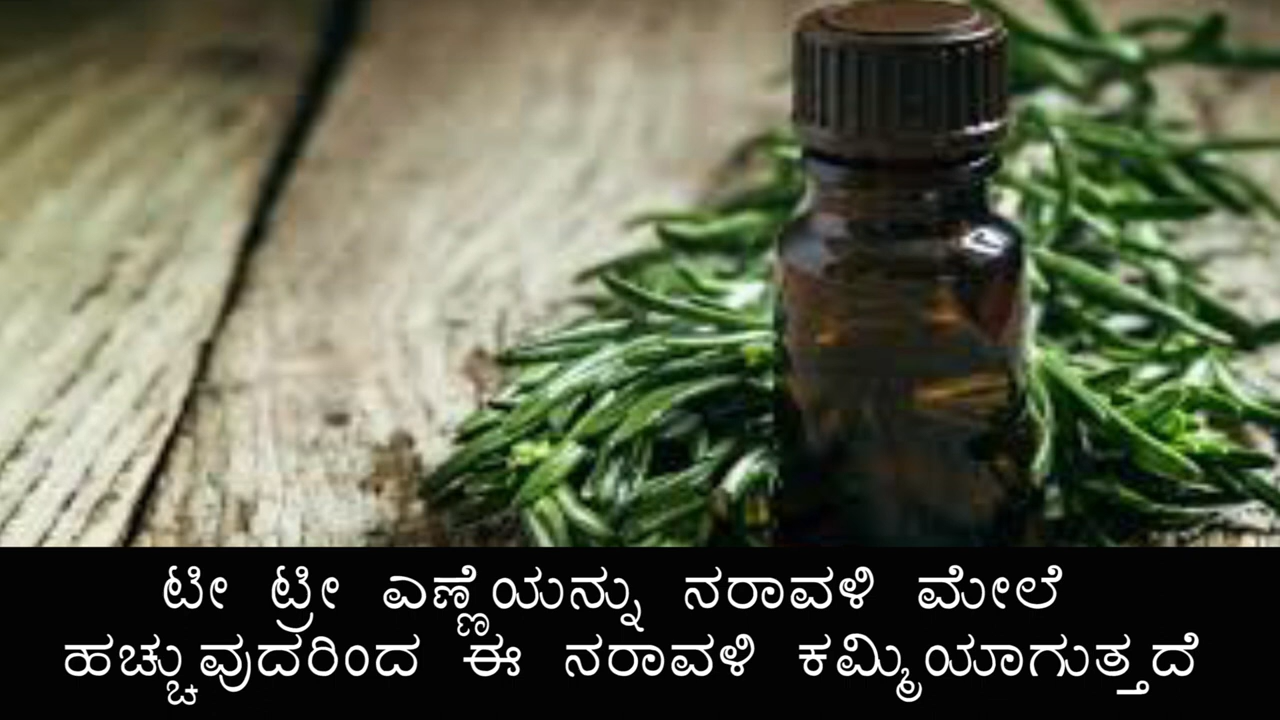 ಟೀ ಟ್ರೀ ಎಣ್ಣೆಯನ್ನು ನರಾವಳಿ ಮೇಲೆ
ಹಚ್ಚುವುದರಿಂದ ಈ ನರಾವಳಿ ಕಮ್ಮಿಯಾಗುತ್ತದೆ